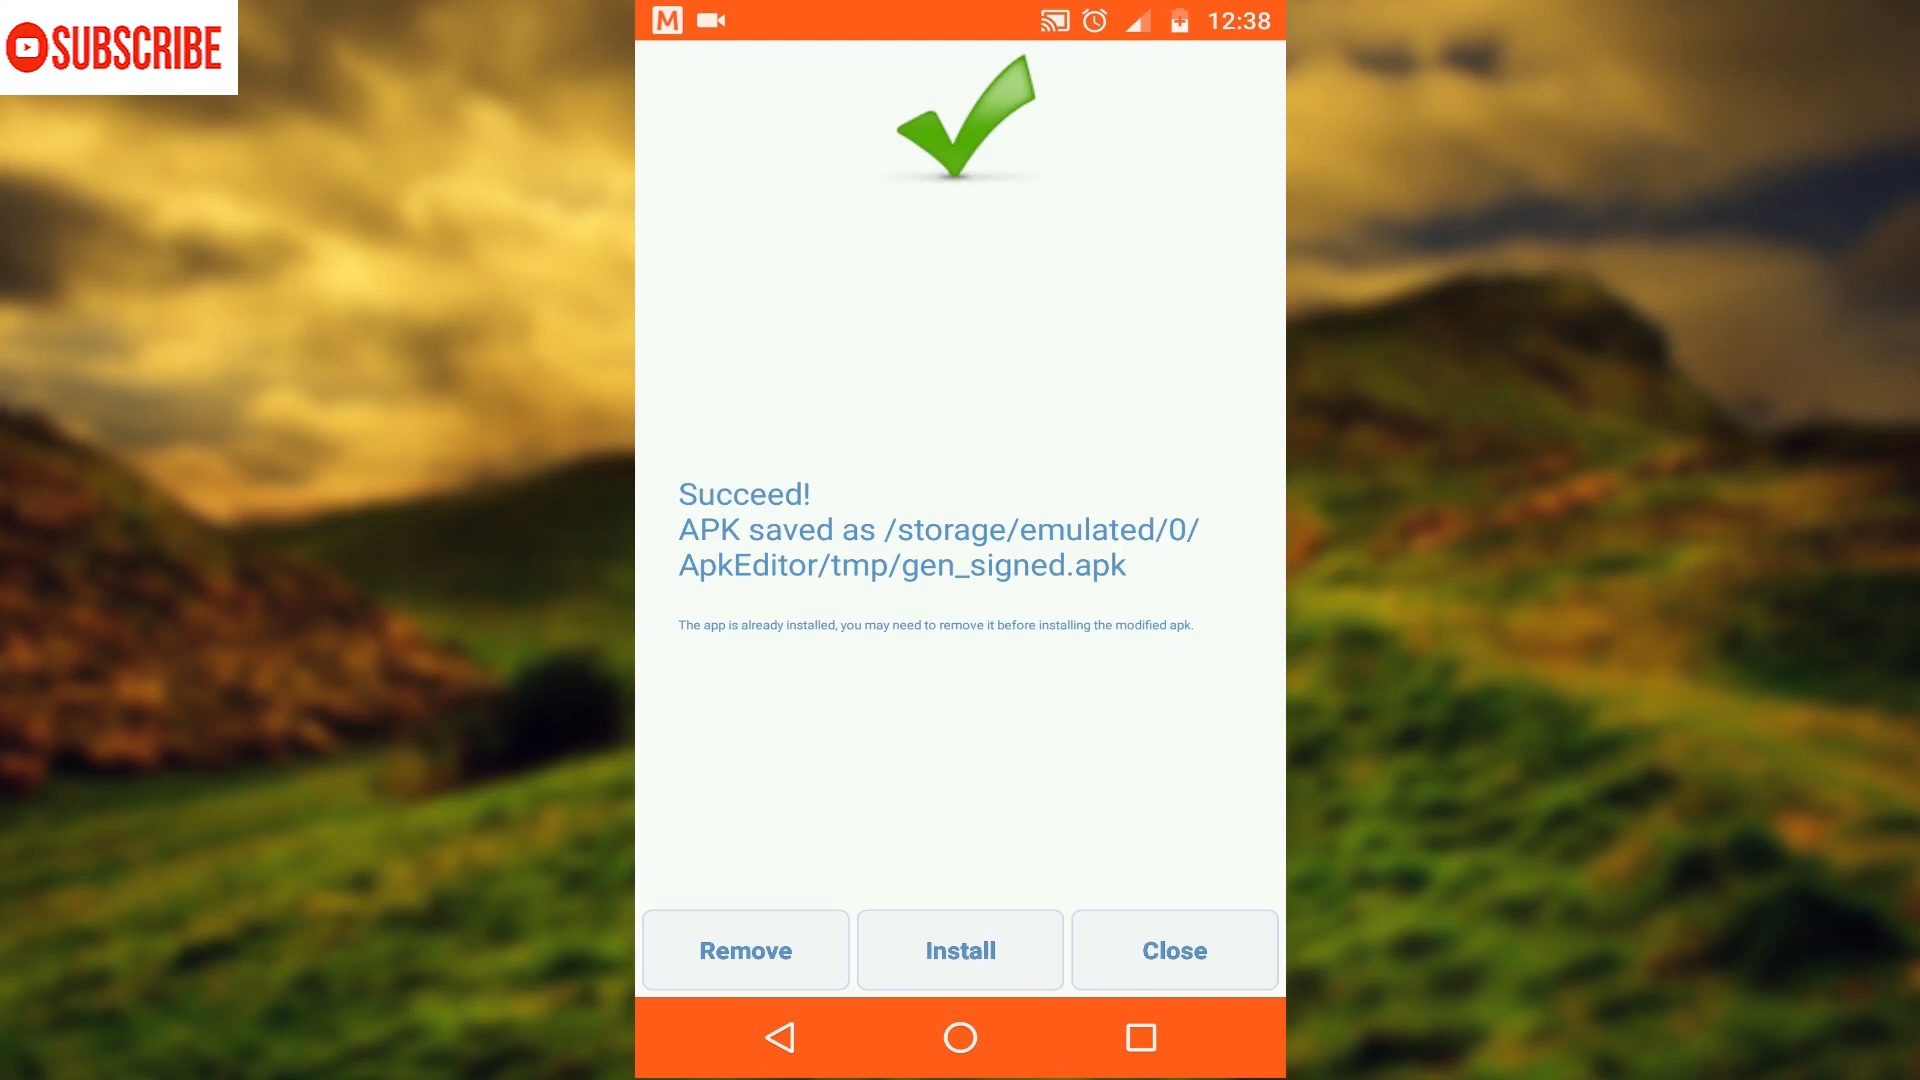 SUBSCRIBE
M
12:38
Succeed!
APK saved as /storage/emulated/0/
ApkEditor/tmp/gen_signed.apk
The app is already installed, you may need to remove it before installing the modified apk.
Remove
Install
Close